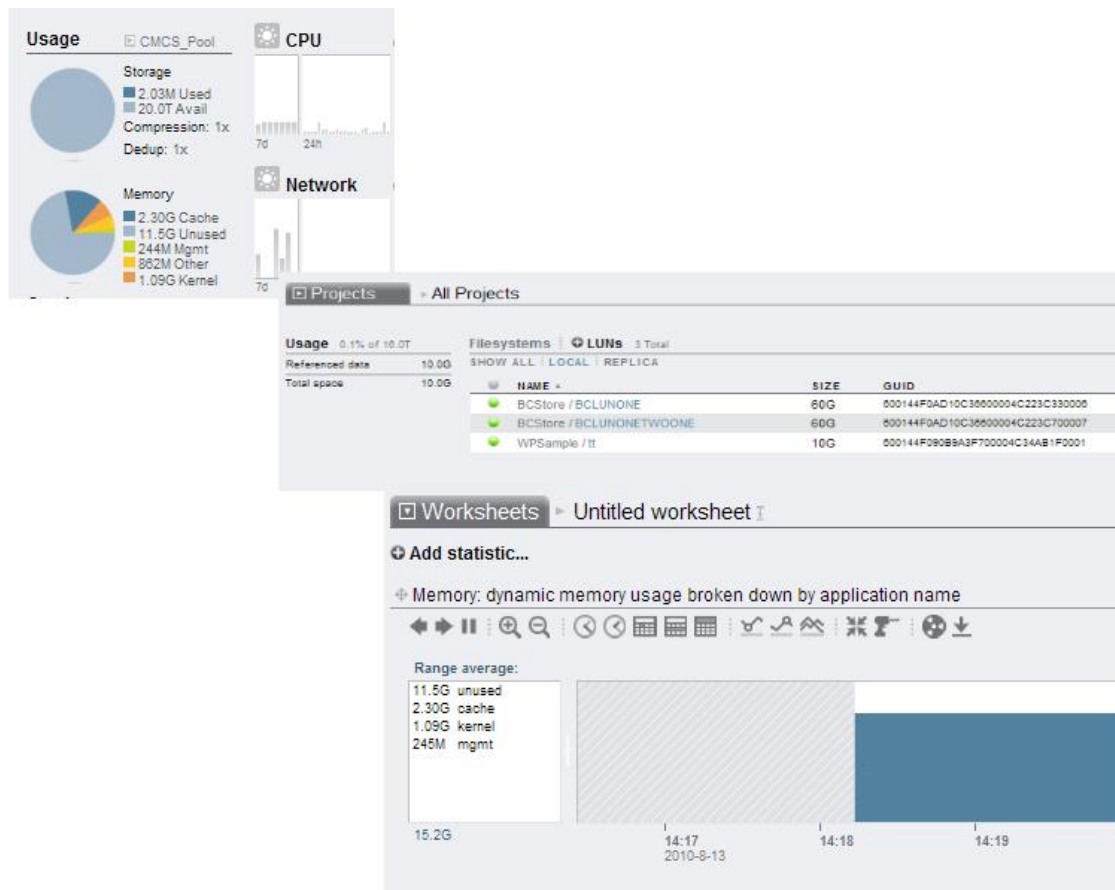 Usage CMCS_Pool
Storage
2.03M Used
20.0T Avail
Compression: 1x
Dedup: 1x
Memory
2.30G Cache
11.5G Unused
244M Mgmt
862M Other
1.09G Kernel
CPU
7d 24h
Network
7d
Projects All Projects
Usage 0.1% of 16.0T
Referenced data 10.0G
Total space 10.0G
Filesystems LUNs 3 Total
SHOW ALL LOCAL REPLICA
NAME SIZE GUID
BCStore / BCLUNONE 60G 600144F0AD10C36600004C223C330006
BCStore / BCLUNONETWOONE 60G 600144F0AD10C36600004C223C700007
WPSample / tt 10G 600144F090B9A3F700004C34AB1F0001
Worksheets Untitled worksheet
Add statistic...
Memory: dynamic memory usage broken down by application name
Range average:
11.5G unused
2.30G cache
1.09G kernel
245M mgmt
15.2G
14:17 14:18 14:19
2010-8-13